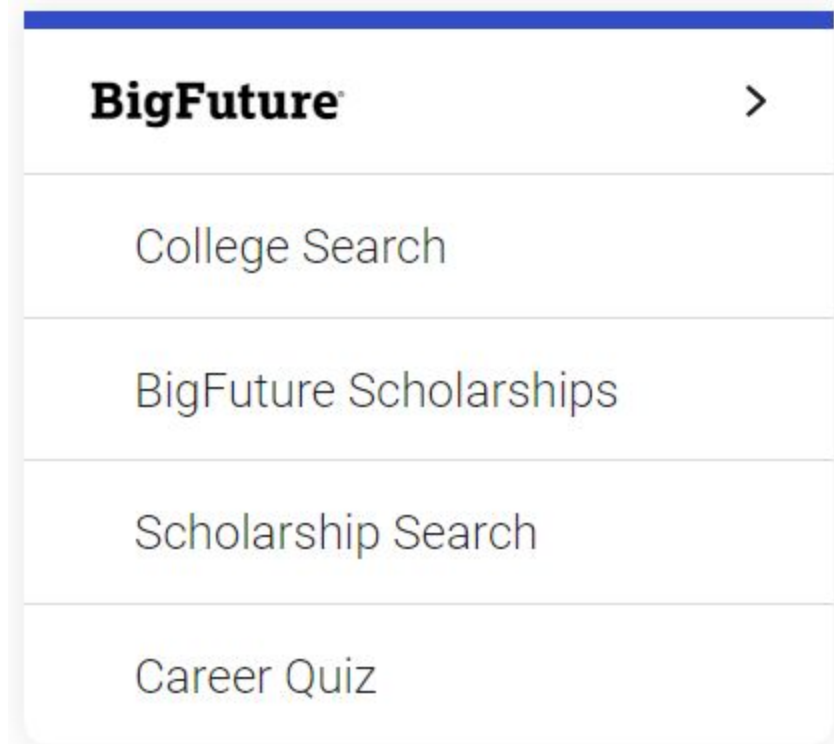 BigFuture®
College Search
BigFuture Scholarships
Scholarship Search
Career Quiz